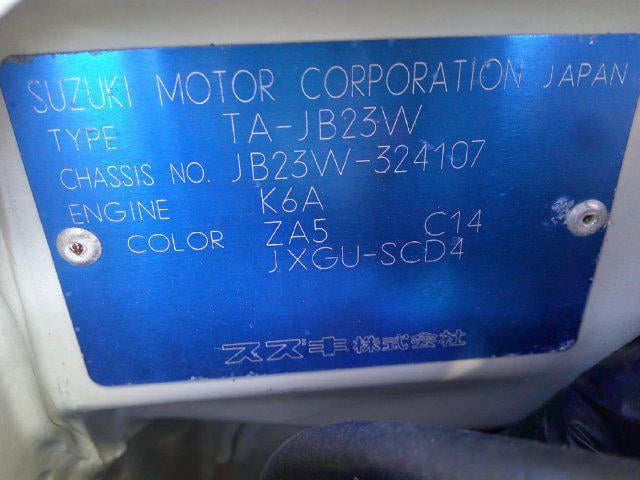 SUZUKI MOTOR CORPORATION JAPAN
TYPE TA-JB23W
CHASSIS NO. JB23W-324107
ENGINE K6A
COLOR ZA5 C14
JXGU-SCD4
スズキ株式会社